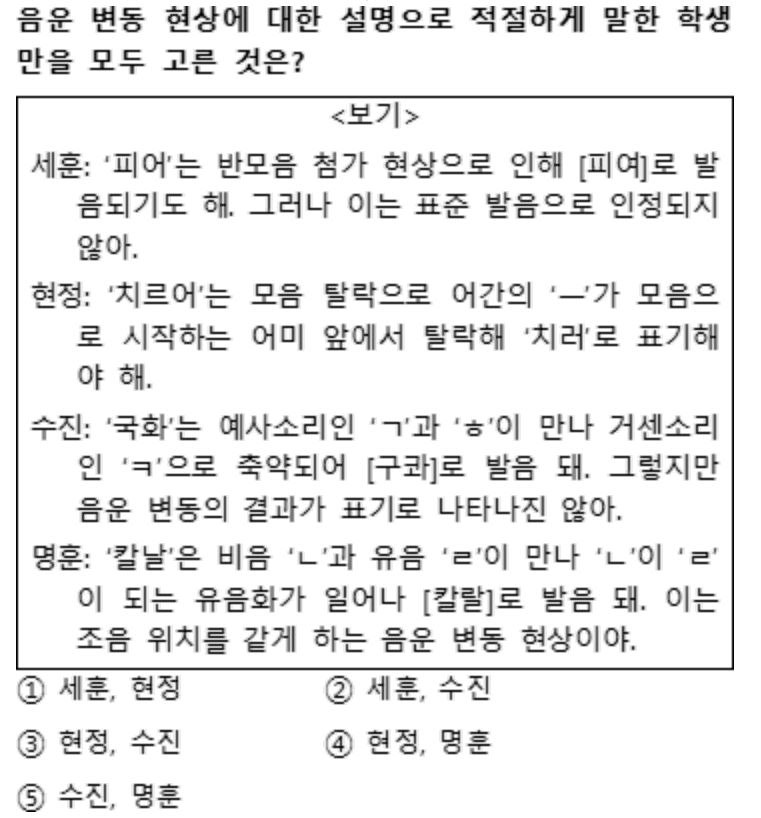 음운 변동 현상에 대한 설명으로 적절하게 말한 학생
만을 모두 고른 것은?
<보기>
세훈: ‘피어’는 반모음 첨가 현상으로 인해 [피여]로 발
음되기도 해. 그러나 이는 표준 발음으로 인정되지
않아.
현정: ‘치르어’는 모음 탈락으로 어간의 ‘ㅡ’가 모음으
로 시작하는 어미 앞에서 탈락해 ‘치러’로 표기해
야 해.
수진: ‘국화’는 예사소리인 ‘ㄱ’과 ‘ㅎ’이 만나 거센소리
인 ‘ㅋ’으로 축약되어 [구콰]로 발음 돼. 그렇지만
음운 변동의 결과가 표기로 나타나진 않아.
명훈: ‘칼날’은 비음 ‘ㄴ’과 유음 ‘ㄹ’이 만나 ‘ㄴ’이 ‘ㄹ’
이 되는 유음화가 일어나 [칼랄]로 발음 돼. 이는
조음 위치를 같게 하는 음운 변동 현상이야.
① 세훈, 현정 ② 세훈, 수진
③ 현정, 수진 ④ 현정, 명훈
⑤ 수진, 명훈